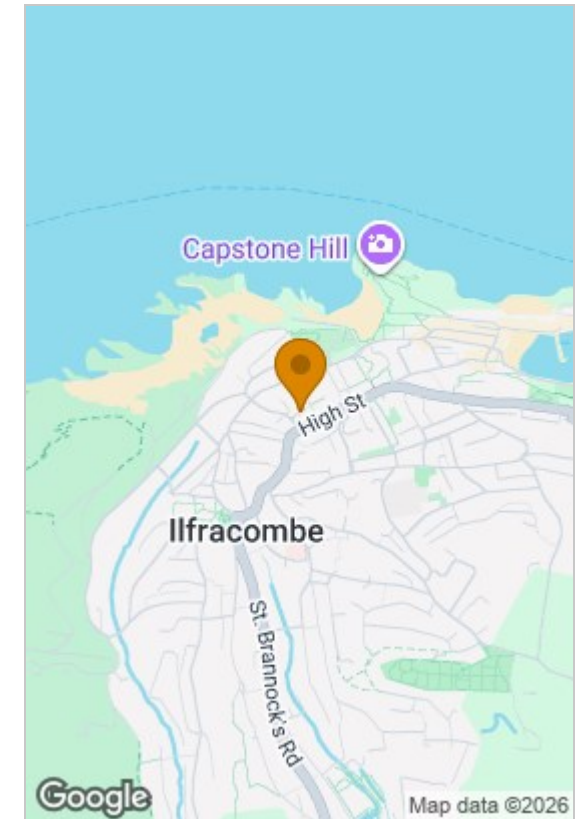 Capstone Hill
High St
Ilfracombe
St. Brannock's Rd
Google
Map data ©2026